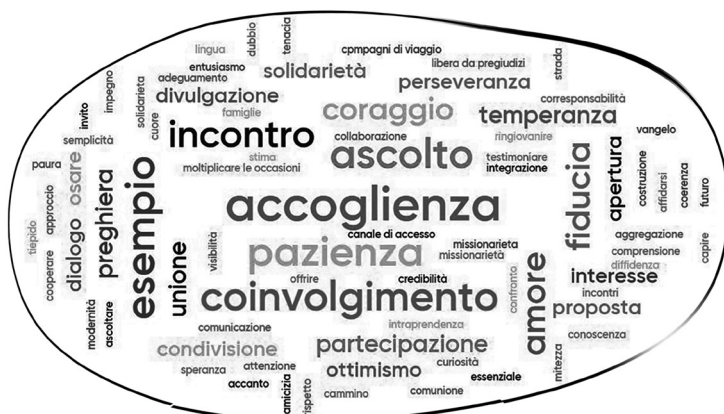 lingua
dubbio
tenacia
cpmpagni di viaggio
entusiasmo
adeguamento
solidarietà
libera da pregiudizi
strada
impegno
invito
solidarieta
cuore
divulgazione
famiglie
perseveranza
corresponsabilità
coraggio
temperanza
semplicità
incontro
collaborazione
ringiovanire
vangelo
stima
moltiplicare le occasioni
ascolto
testimoniare
integrazione
paura
osare
preghiera
esempio
fiducia
apertura
costruzione
affidarsi
coerenza
futuro
approccio
dialogo
accoglienza
tiepido
cooperare
unione
visibilità
canale di accesso
pazienza
missionarieta
missionarietà
aggregazione
comprensione
diffidenza
capire
offrire
credibilità
confronto
amore
interesse
incontri
coinvolgimento
proposta
modernità
ascoltare
comunicazione
intraprendenza
conoscenza
condivisione
partecipazione
speranza
attenzione
ottimismo
curiosità
mitezza
accanto
amicizia
rispetto
cammino
comunione
essenziale